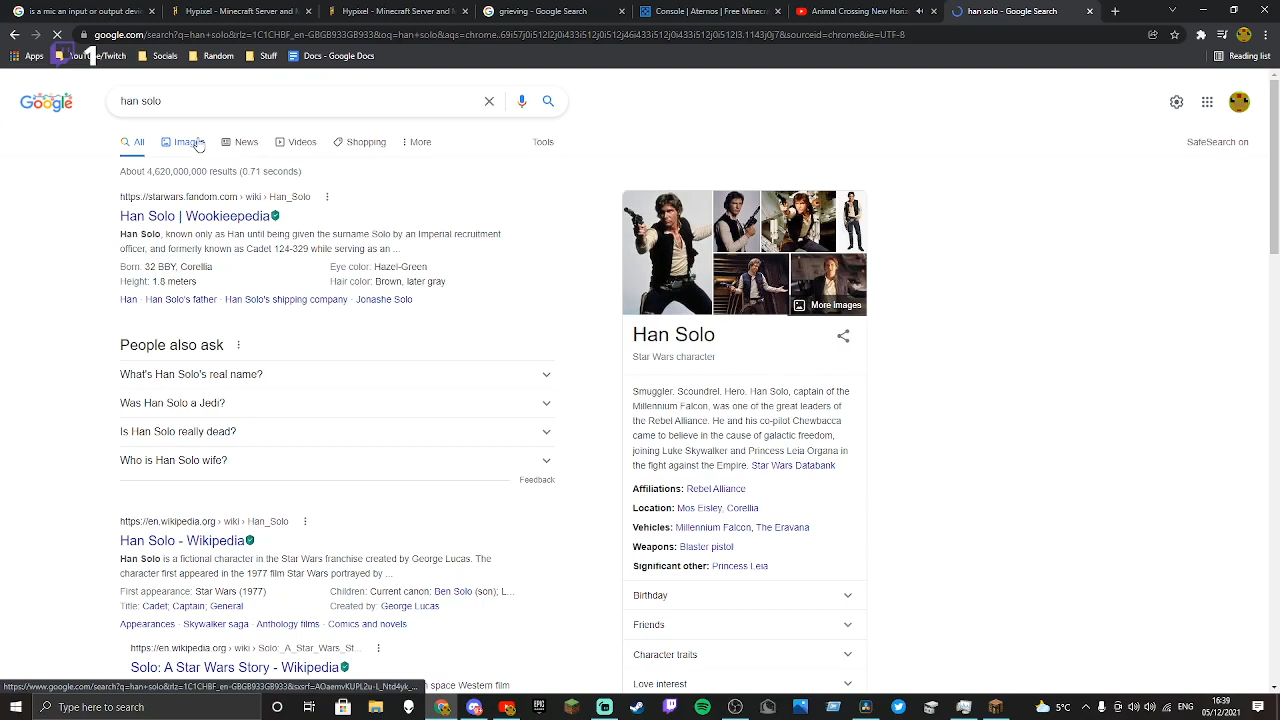 is a mic an input or output devi
Hypixel - Minecraft Server and M
Hypixel - Minecraft Server and M
grieving - Google Search
Console | Aternos | Free Minecra
Animal Crossing New Hori
han solo - Google Search
google.com/search?q=han+solo&rlz=1C1CHBF_en-GBGB933GB933&oq=han+solo&aqs=chrome..69i57j0i512j0i512j46i433i512j0i433i512j0i512l3.1143j0j7&sourceid=chrome&ie=UTF-8
Apps
YouTube/Twitch
1
Socials
Random
Stuff
Docs - Google Docs
Reading list
Google
han solo
All
Images
News
Videos
Shopping
More
Tools
SafeSearch on
About 4,620,000,000 results (0.71 seconds)
https://starwars.fandom.com › wiki › Han_Solo
Han Solo | Wookieepedia
Han Solo, known only as Han until being given the surname Solo by an Imperial recruitment
officer, and formerly known as Cadet 124-329 while serving as an ...
Born: 32 BBY, Corellia
Eye color: Hazel-Green
Height: 1.8 meters
Hair color: Brown, later gray
Han · Han Solo's father · Han Solo's shipping company · Jonashe Solo
People also ask
What's Han Solo's real name?
Was Han Solo a Jedi?
Is Han Solo really dead?
Who is Han Solo wife?
Feedback
https://en.wikipedia.org › wiki › Han_Solo
Han Solo - Wikipedia
Han Solo is a fictional character in the Star Wars franchise created by George Lucas. The
character first appeared in the 1977 film Star Wars portrayed by ...
First appearance: Star Wars (1977)
Children: Current canon: Ben Solo (son); L...
Title: Cadet; Captain; General
Created by: George Lucas
Appearances · Skywalker saga · Anthology films · Comics and novels
https://en.wikipedia.org › wiki › Solo:_A_Star_Wars_St...
Solo: A Star Wars Story - Wikipedia
space Western film
More images
Han Solo
Star Wars character
Smuggler. Scoundrel. Hero. Han Solo, captain of the
Millennium Falcon, was one of the great leaders of
the Rebel Alliance. He and his co-pilot Chewbacca
came to believe in the cause of galactic freedom,
joining Luke Skywalker and Princess Leia Organa in
the fight against the Empire. Star Wars Databank
Affiliations: Rebel Alliance
Location: Mos Eisley, Corellia
Vehicles: Millennium Falcon, The Eravana
Weapons: Blaster pistol
Significant other: Princess Leia
Birthday
Friends
Character traits
Love interest
Type here to search
5°C
16:39
05/12/2021